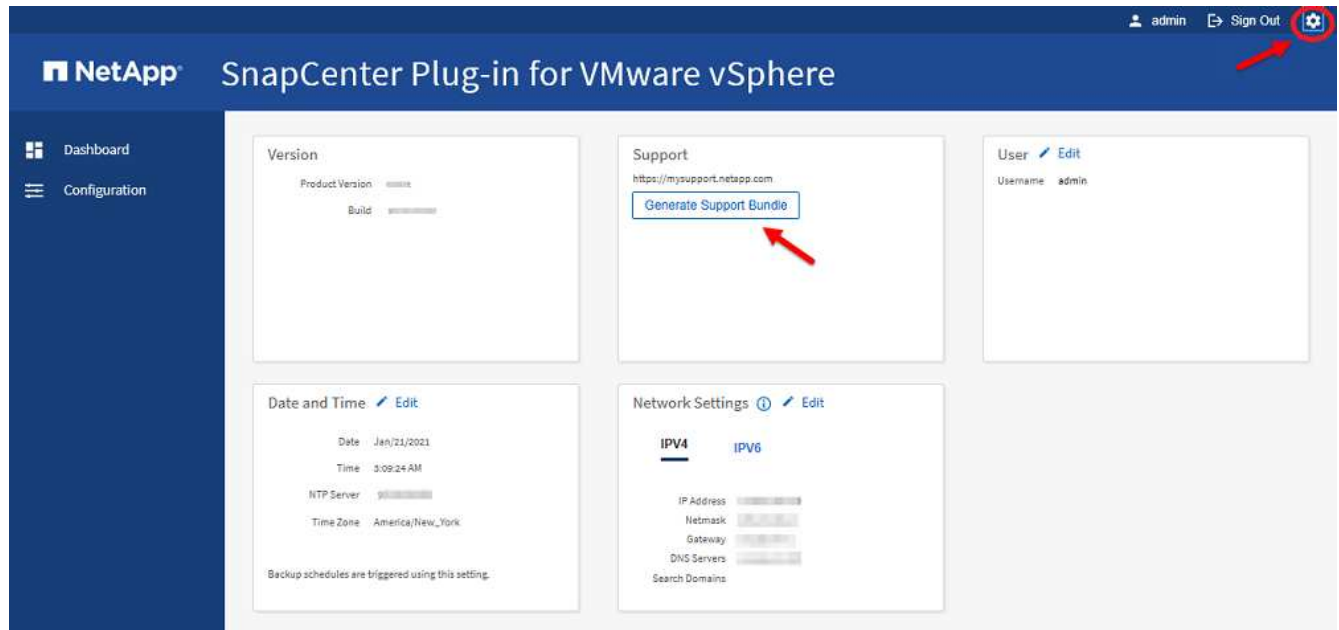 admin Sign Out
NetApp SnapCenter Plug-in for VMware vSphere
Dashboard
Configuration
Version
Product Version
Build
Support
https://mysupport.netapp.com
Generate Support Bundle
User Edit
Username admin
Date and Time Edit
Date Jan/21/2021
Time 3:09:24 AM
NTP Server
Time Zone America/New_York
Backup schedules are triggered using this setting.
Network Settings Edit
IPV4 IPV6
IP Address
Netmask
Gateway
DNS Servers
Search Domains